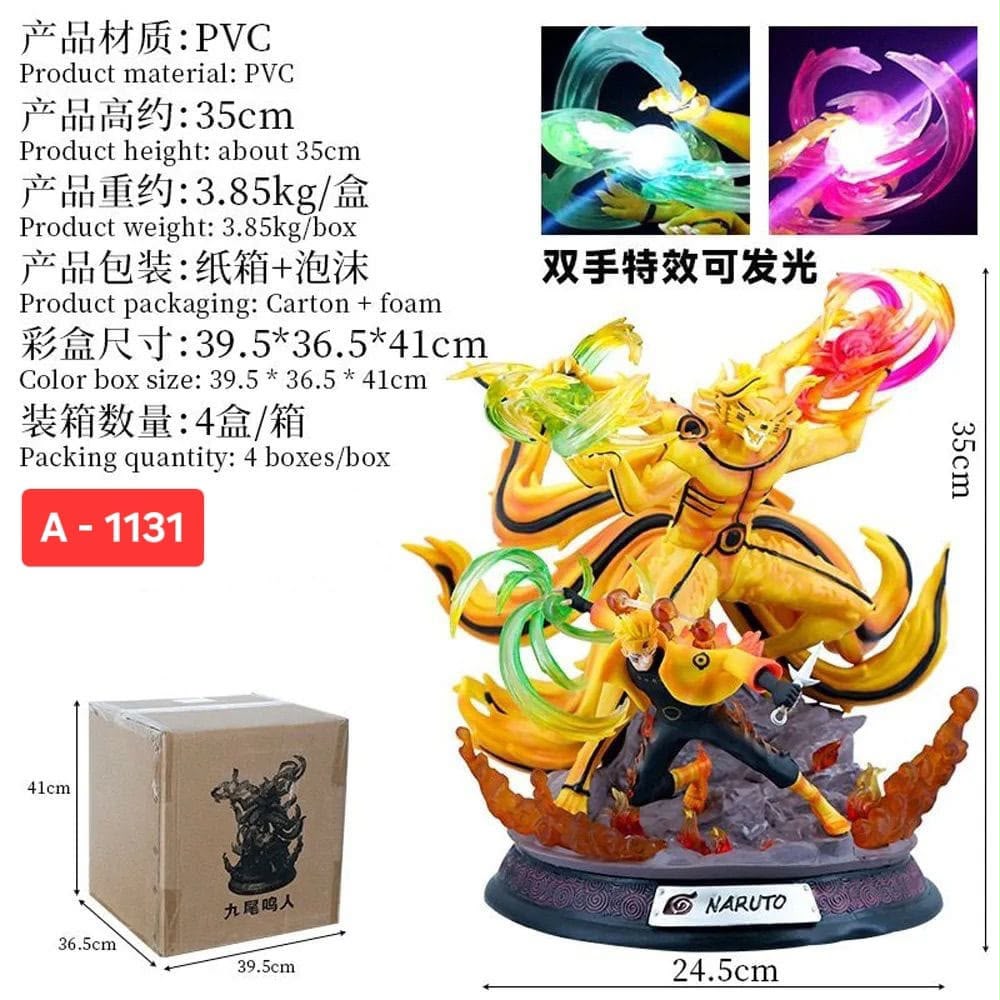 产品材质:PVC
Product material: PVC
产品高约:35cm
Product height: about 35cm
产品重约:3.85kg/盒
Product weight: 3.85kg/box
产品包装:纸箱+泡沫
Product packaging: Carton + foam
彩盒尺寸:39.5*36.5*41cm
Color box size: 39.5 * 36.5 * 41cm
装箱数量:4盒/箱
Packing quantity: 4 boxes/box
A - 1131
双手特效可发光
35cm
41cm
九尾鸣人
36.5cm
39.5cm
NARUTO
24.5cm